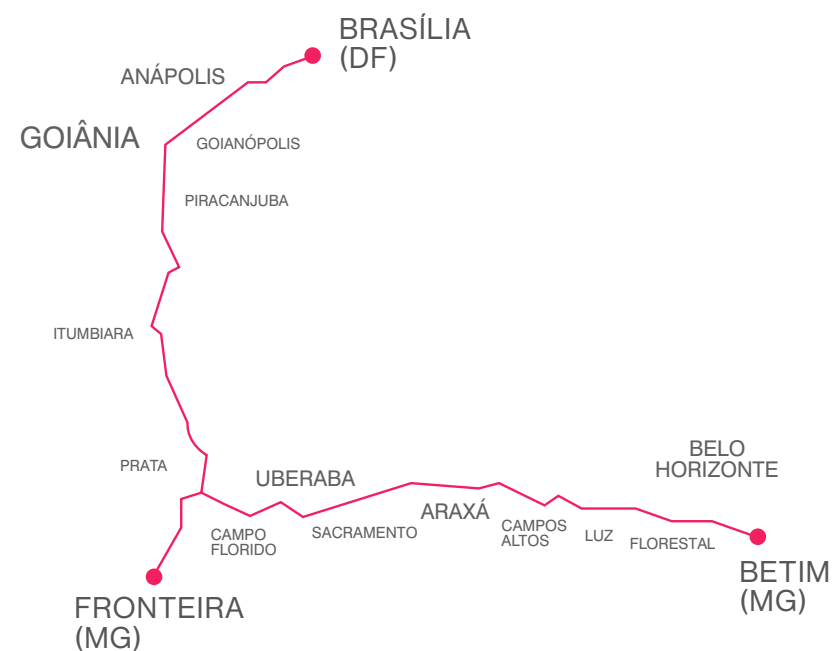 BRASÍLIA
(DF)
ANÁPOLIS
GOIÂNIA
GOIANÓPOLIS
PIRACANJUBA
ITUMBIARA
PRATA
UBERABA
BELO
HORIZONTE
CAMPO
FLORIDO
SACRAMENTO
ARAXÁ
CAMPOS
ALTOS
LUZ
FLORESTAL
BETIM
(MG)
FRONTEIRA
(MG)